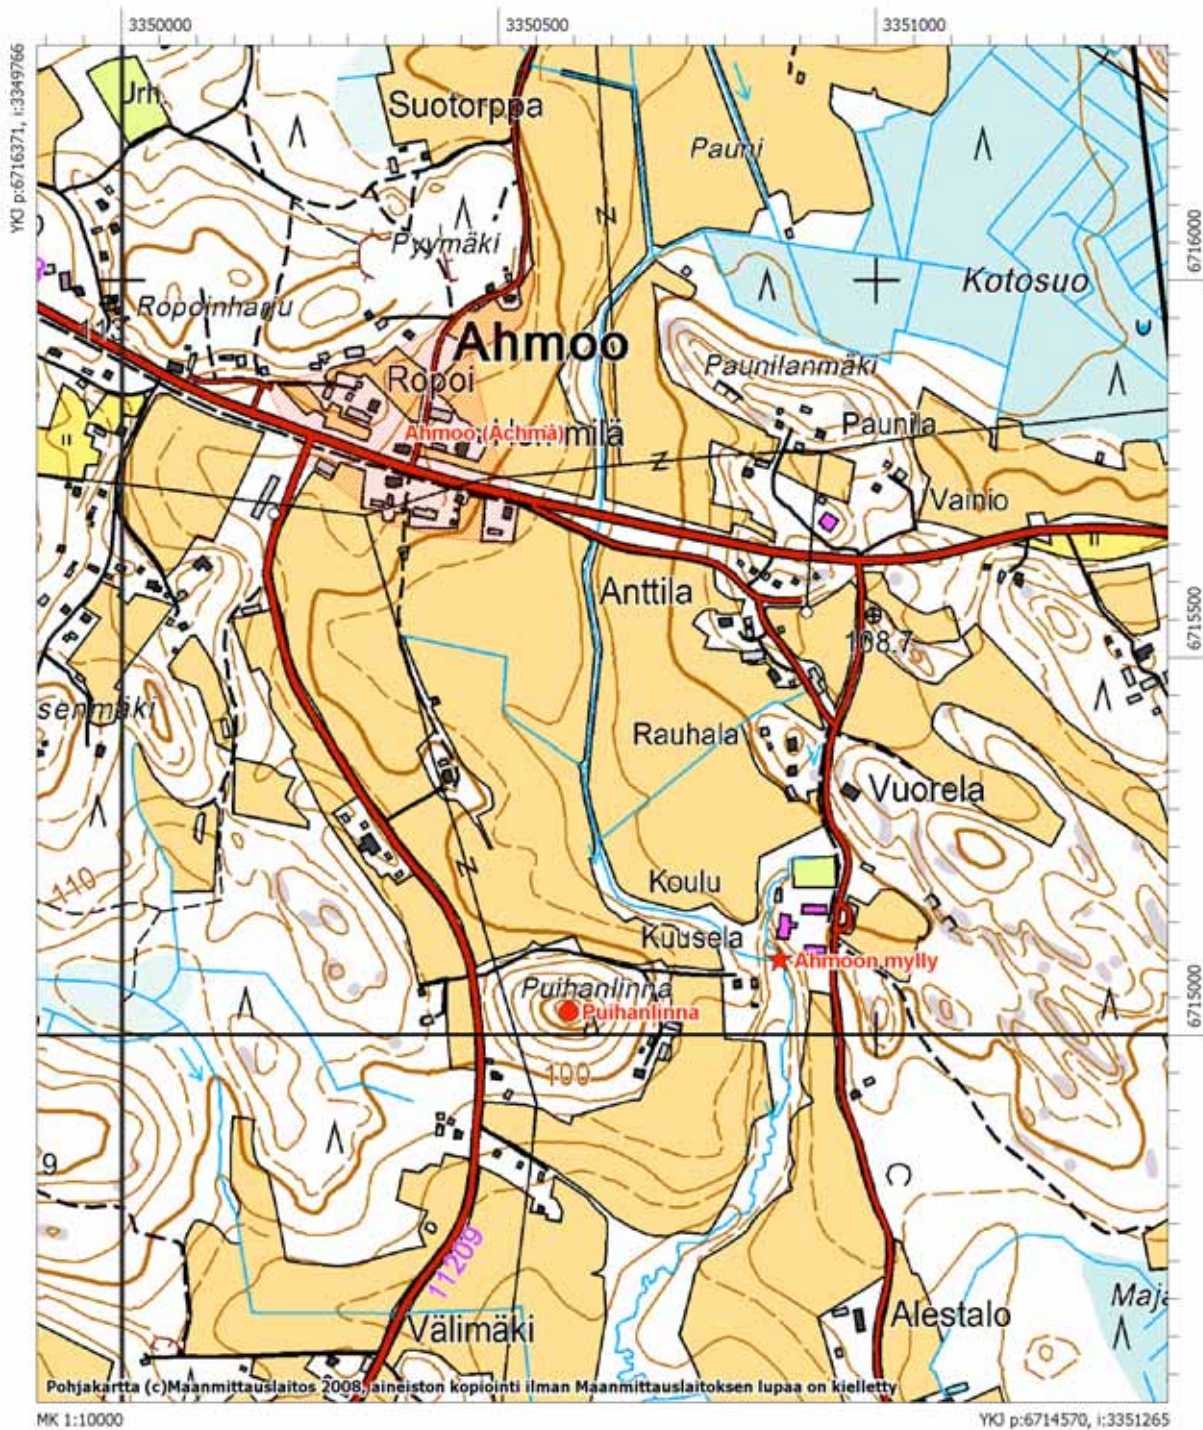 3350000
3350500
3351000
YKJ p:6716371, i:3349766
Urh.
Suotorppa
Pauni
6716000
Pyymäki
Kotosuo
Ropoinharju
Ahmoo
Paunilanmäki
Ropoi
Paunila
Ahmoo (Achma)
Z
Z
Vainio
Anttila
6715500
108.7
senmäki
Rauhala
Vuorela
Z
110
Koulu
Kuusela
Ahmoon mylly
Puihanlinna
Puihanlinna
6715000
100
9
11209
Maja
Alestalo
Välimäki
Pohjakartta (c)Maanmittauslaitos 2008, aineiston kopiointi ilman Maanmittauslaitoksen lupaa on kielletty
MK 1:10000
YKJ p:6714570, i:3351265